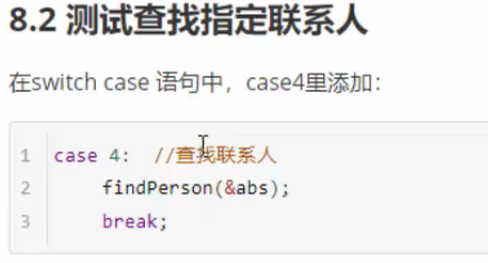 8.2 测试查找指定联系人
在switch case 语句中，case4里添加：
1 case 4:  //查找联系人
2     findPerson(&abs);
3     break;